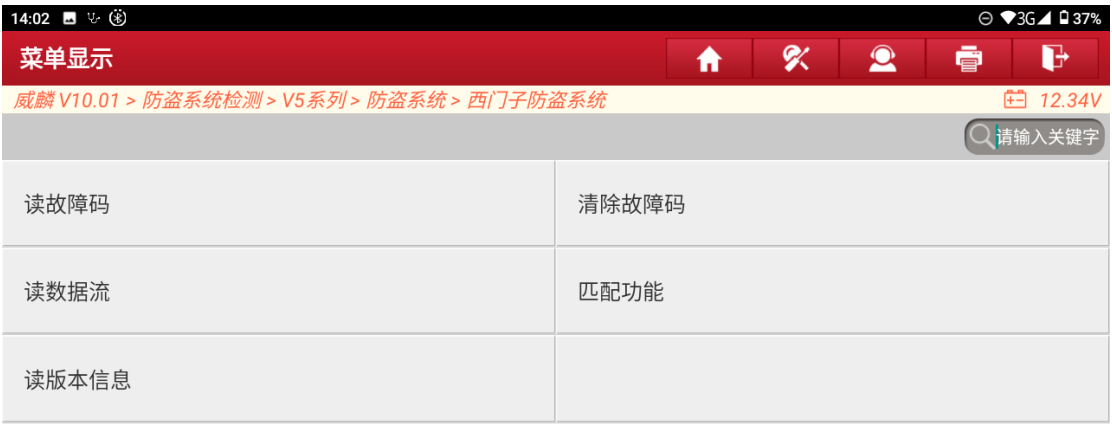 14:02 3G 37%
菜单显示
威麟 V10.01 > 防盗系统检测 > V5系列 > 防盗系统 > 西门子防盗系统 12.34V
请输入关键字
读故障码 清除故障码
读数据流 匹配功能
读版本信息